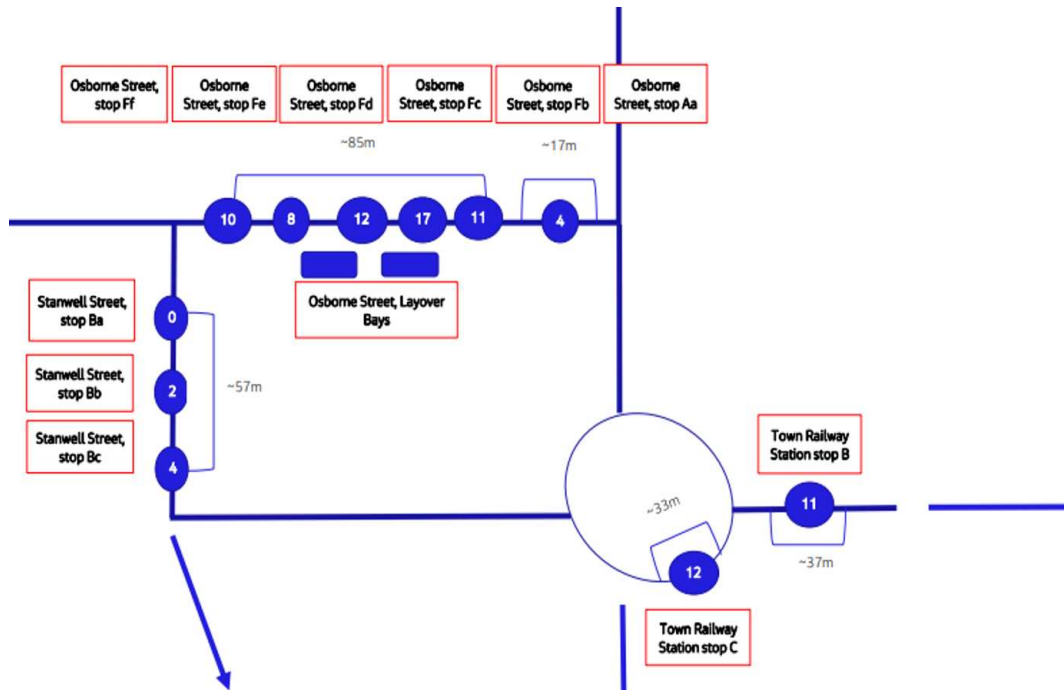 Osborne Street,
stop Ff
Osborne
Street, stop Fe
Osborne
Street, stop Fd
Osborne
Street, stop Fc
Osborne
Street, stop Fb
Osborne
Street, stop Aa
~85m
~17m
10
8
12
17
11
4
Osborne Street, Layover
Bays
Stanwell Street,
stop Ba
0
Stanwell Street,
stop Bb
2
~57m
Stanwell Street,
stop Bc
4
Town Railway
Station stop B
11
~33m
~37m
12
Town Railway
Station stop C